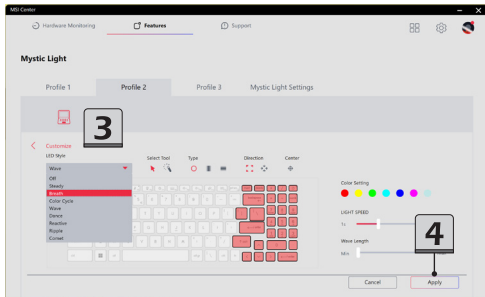 MSI Center
Hardware Monitoring
Features
Support
Mystic Light
Profile 1
Profile 2
Profile 3
Mystic Light Settings
3
Customize
LED Style
Select Tool
Type
Direction
Center
Wave
Off
Steady
Breath
Color Cycle
Wave
Dance
Reactive
Ripple
Comet
Color Setting
LIGHT SPEED
1x
Wave Length
Min
4
Cancel
Apply